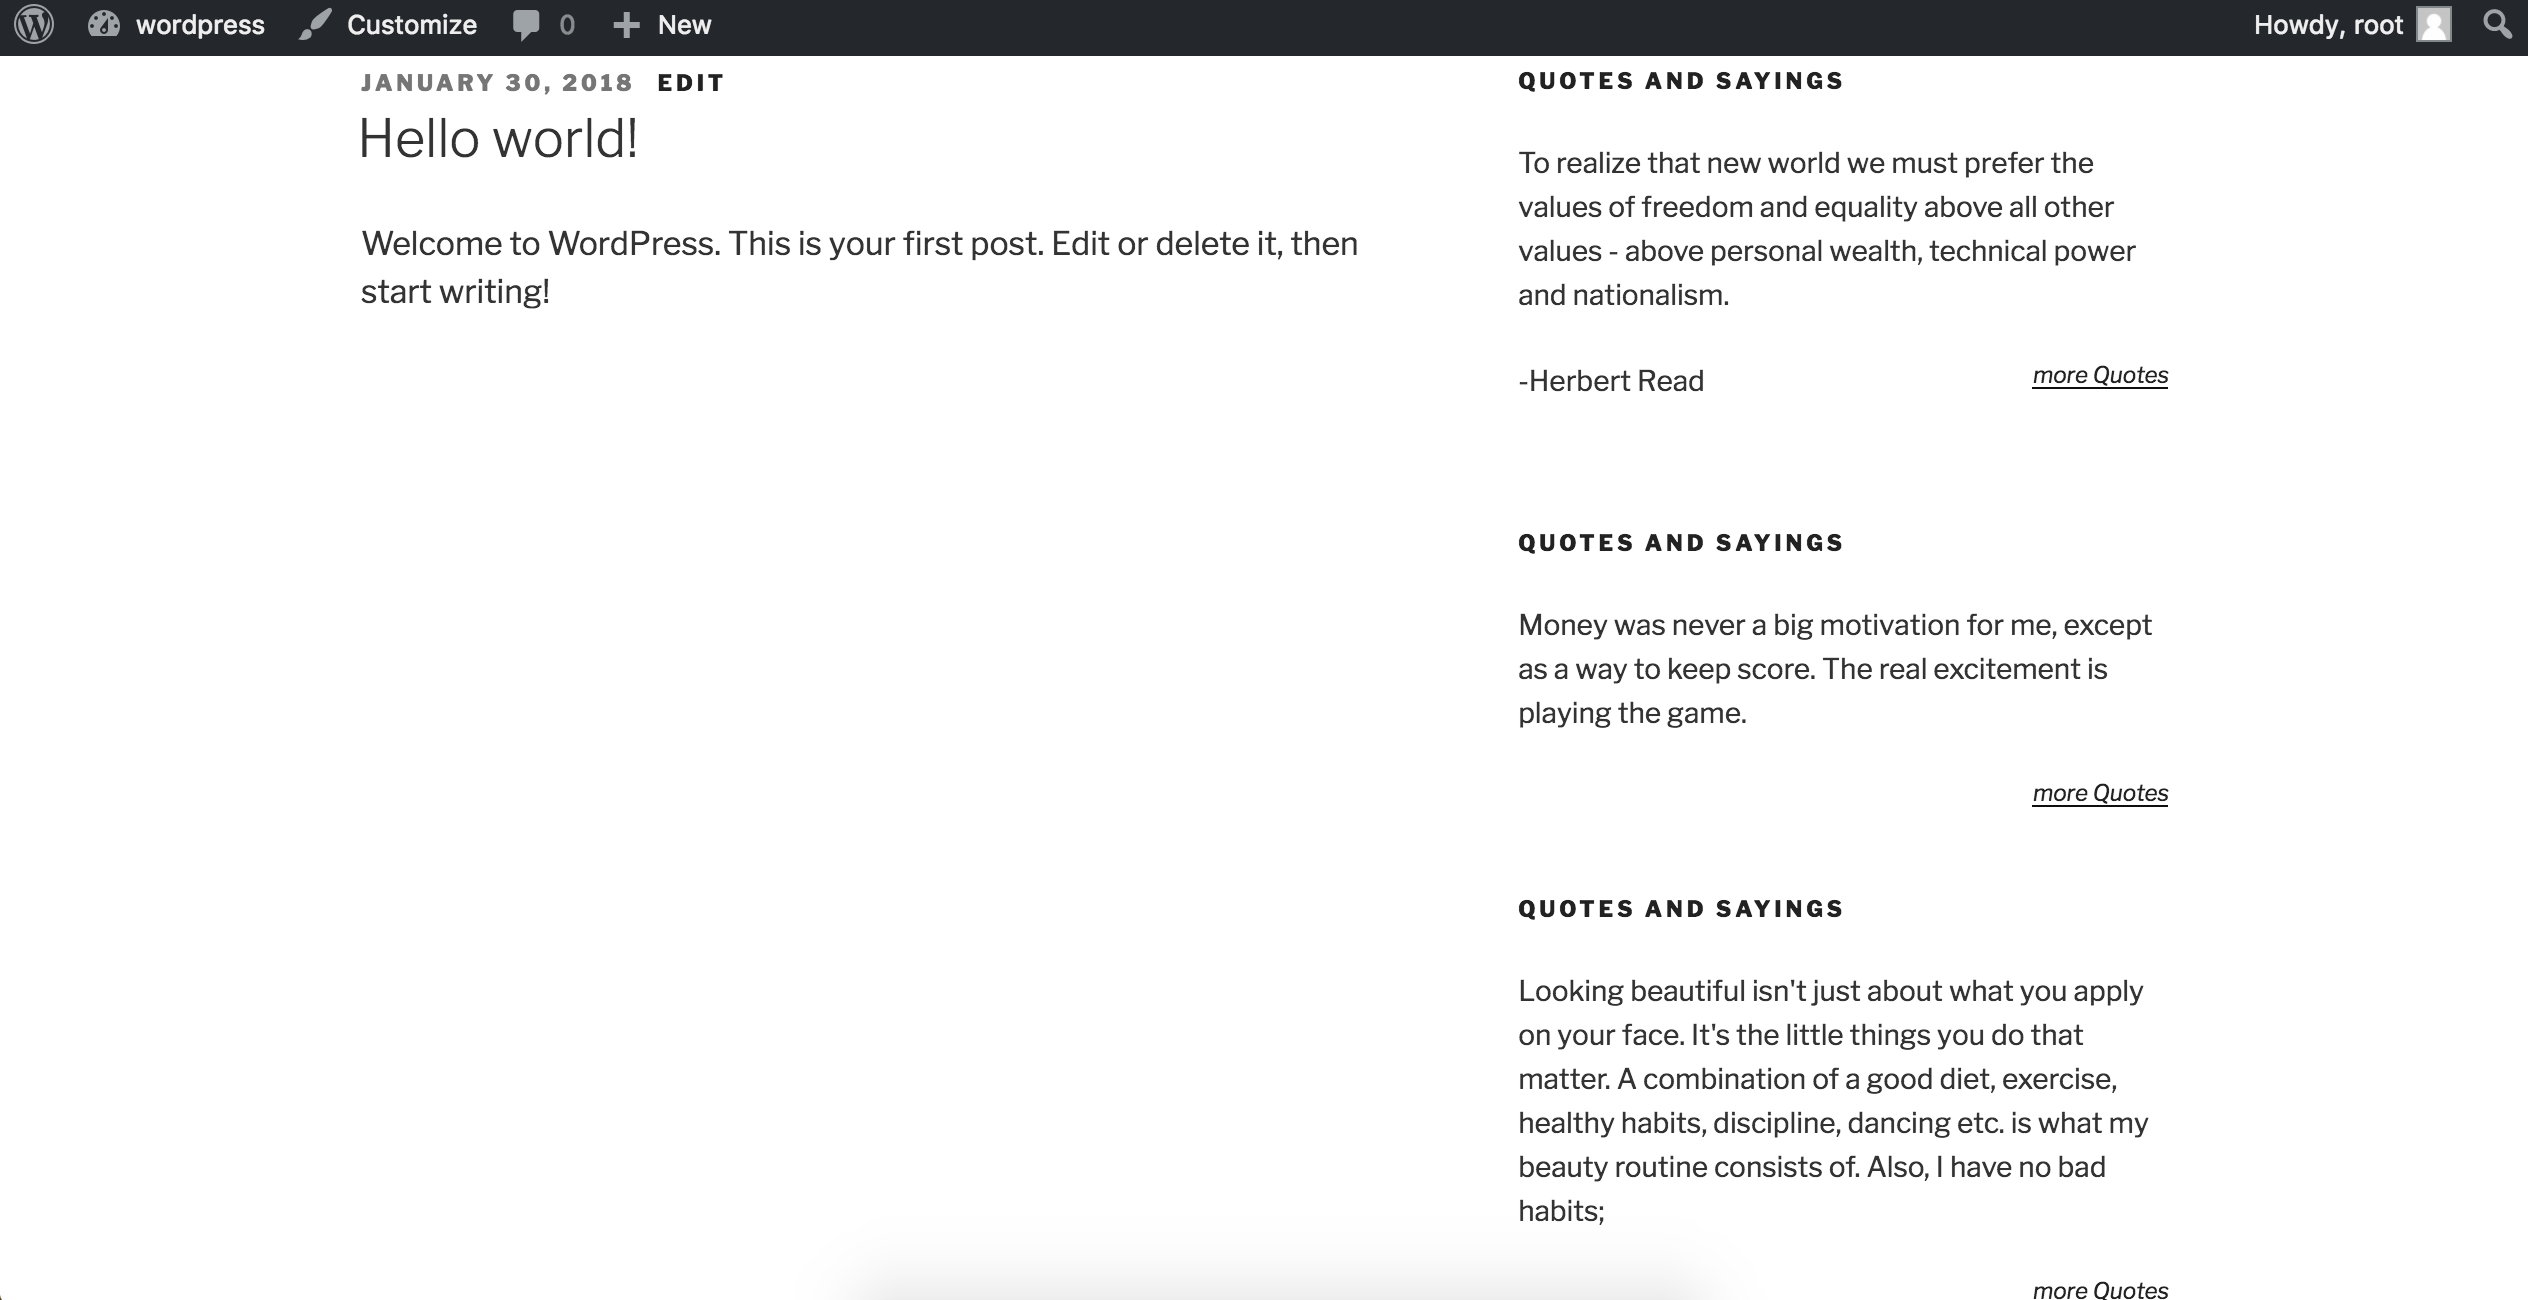 wordpress Customize 0 New Howdy, root
JANUARY 30, 2018 EDIT
Hello world!
Welcome to WordPress. This is your first post. Edit or delete it, then
start writing!
QUOTES AND SAYINGS
To realize that new world we must prefer the
values of freedom and equality above all other
values - above personal wealth, technical power
and nationalism.
-Herbert Read more Quotes
QUOTES AND SAYINGS
Money was never a big motivation for me, except
as a way to keep score. The real excitement is
playing the game.
more Quotes
QUOTES AND SAYINGS
Looking beautiful isn't just about what you apply
on your face. It's the little things you do that
matter. A combination of a good diet, exercise,
healthy habits, discipline, dancing etc. is what my
beauty routine consists of. Also, I have no bad
habits;
more Quotes